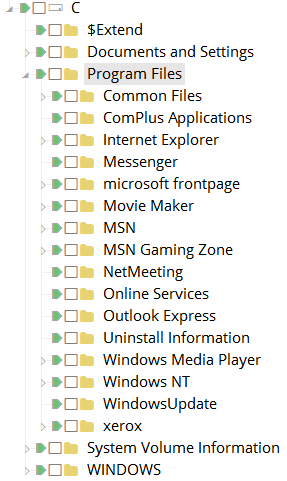 C
$Extend
Documents and Settings
Program Files
Common Files
ComPlus Applications
Internet Explorer
Messenger
microsoft frontpage
Movie Maker
MSN
MSN Gaming Zone
NetMeeting
Online Services
Outlook Express
Uninstall Information
Windows Media Player
Windows NT
WindowsUpdate
xerox
System Volume Information
WINDOWS